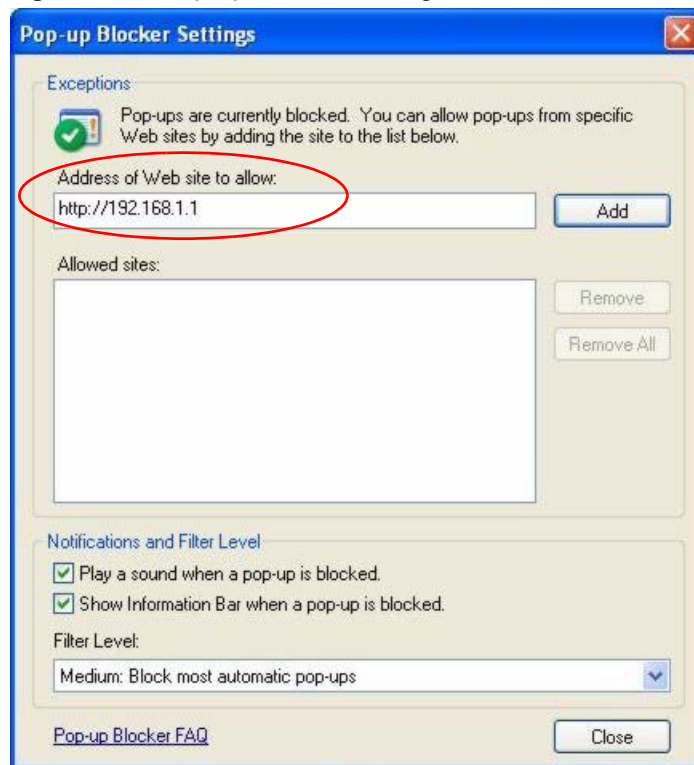 Pop-up Blocker Settings
Exceptions
Pop-ups are currently blocked. You can allow pop-ups from specific
Web sites by adding the site to the list below.
Address of Web site to allow:
http://192.168.1.1
Add
Allowed sites:
Remove
Remove All
Notifications and Filter Level
Play a sound when a pop-up is blocked.
Show Information Bar when a pop-up is blocked.
Filter Level:
Medium: Block most automatic pop-ups
Pop-up Blocker FAQ
Close